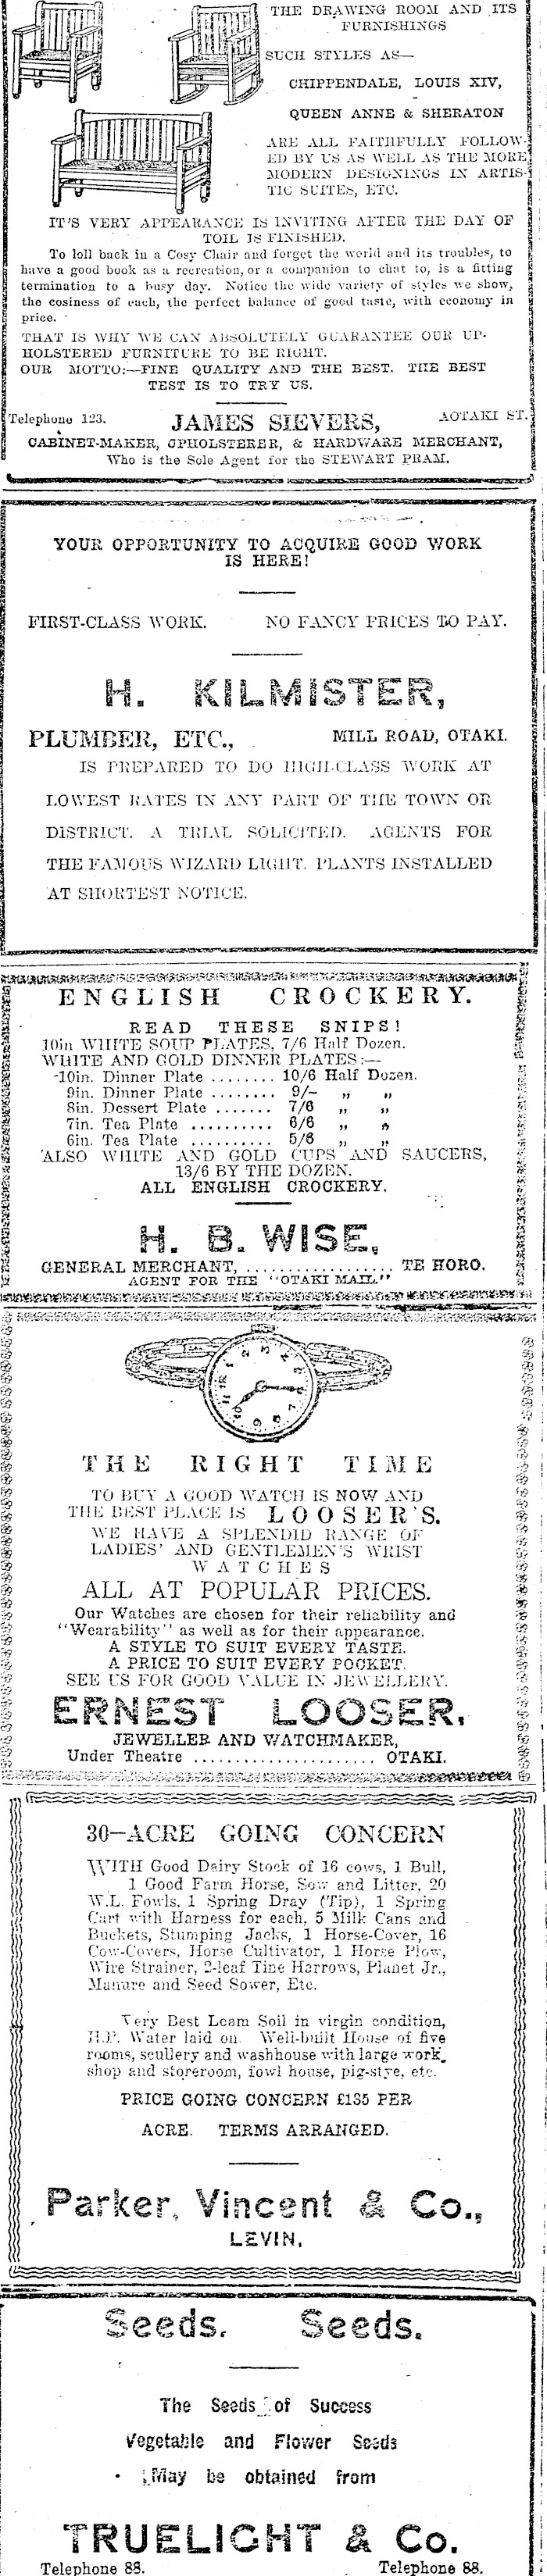 THE DRAWING ROOM AND ITS
FURNISHINGS
SUCH STYLES AS—
CHIPPENDALE, LOUIS XIV,
QUEEN ANNE & SHERATON
ARE ALL FAITHFULLY FOLLOW-
ED BY US AS WELL AS THE MORE
MODERN DESIGNINGS IN ARTIS-
TIC SUITES, ETC.
IT'S VERY APPEARANCE IS INVITING AFTER THE DAY OF
TOIL IS FINISHED.
To loll back in a Cosy Chair and forget the world and its troubles, to
have a good book as a recreation, or a companion to chat to, is a fitting
termination to a busy day. Notice the wide variety of styles we show,
the cosiness of each, the perfect balance of good taste, with economy in
price.
THAT IS WHY WE CAN ABSOLUTELY GUARANTEE OUR UP-
HOLSTERED FURNITURE TO BE RIGHT.
OUR MOTTO:—FINE QUALITY AND THE BEST. THE BEST
TEST IS TO TRY US.
Telephone 123. JAMES SIEVERS, AOTAKI ST.
CABINET-MAKER, UPHOLSTERER, & HARDWARE MERCHANT,
Who is the Sole Agent for the STEWART PRAM.
YOUR OPPORTUNITY TO ACQUIRE GOOD WORK
IS HERE!
FIRST-CLASS WORK. NO FANCY PRICES TO PAY.
H. KILMISTER,
PLUMBER, ETC., MILL ROAD, OTAKI.
IS PREPARED TO DO HIGH-CLASS WORK AT
LOWEST RATES IN ANY PART OF THE TOWN OR
DISTRICT. A TRIAL SOLICITED. AGENTS FOR
THE FAMOUS WIZARD LIGHT. PLANTS INSTALLED
AT SHORTEST NOTICE.
ENGLISH CROCKERY.
READ THESE SNIPS!
10in WHITE SOUP PLATES, 7/6 Half Dozen.
WHITE AND GOLD DINNER PLATES:—
10in. Dinner Plate ........ 10/6 Half Dozen.
9in. Dinner Plate ........ 9/- „ „
8in. Dessert Plate ....... 7/6 „ „
7in. Tea Plate .......... 6/6 „ „
6in. Tea Plate .......... 5/6 „ „
ALSO WHITE AND GOLD CUPS AND SAUCERS,
13/6 BY THE DOZEN.
ALL ENGLISH CROCKERY.
H. B. WISE,
GENERAL MERCHANT, .................. TE HORO.
AGENT FOR THE "OTAKI MAIL."
THE RIGHT TIME
TO BUY A GOOD WATCH IS NOW AND
THE BEST PLACE IS LOOSER'S.
WE HAVE A SPLENDID RANGE OF
LADIES' AND GENTLEMEN'S WRIST
WATCHES
ALL AT POPULAR PRICES.
Our Watches are chosen for their reliability and
"Wearability" as well as for their appearance.
A STYLE TO SUIT EVERY TASTE.
A PRICE TO SUIT EVERY POCKET.
SEE US FOR GOOD VALUE IN JEWELLERY.
ERNEST LOOSER,
JEWELLER AND WATCHMAKER,
Under Theatre ...................... OTAKI.
30-ACRE GOING CONCERN
WITH Good Dairy Stock of 16 cows, 1 Bull,
1 Good Farm Horse, Sow and Litter, 20
W.L. Fowls, 1 Spring Dray (Tip), 1 Spring
Cart with Harness for each, 5 Milk Cans and
Buckets, Stumping Jacks, 1 Horse-Cover, 16
Cow-Covers, Horse Cultivator, 1 Horse Plow,
Wire Strainer, 2-leaf Tine Harrows, Planet Jr.,
Manure and Seed Sower, Etc.
Very Best Loam Soil in virgin condition,
H.P. Water laid on. Well-built House of five
rooms, scullery and washhouse with large work
shop and storeroom, fowl house, pig-stye, etc.
PRICE GOING CONCERN £135 PER
ACRE. TERMS ARRANGED.
Parker, Vincent & Co.,
LEVIN.
Seeds. Seeds.
The Seeds of Success
Vegetable and Flower Seeds
May be obtained from
TRUELIGHT & Co.
Telephone 88. Telephone 88.